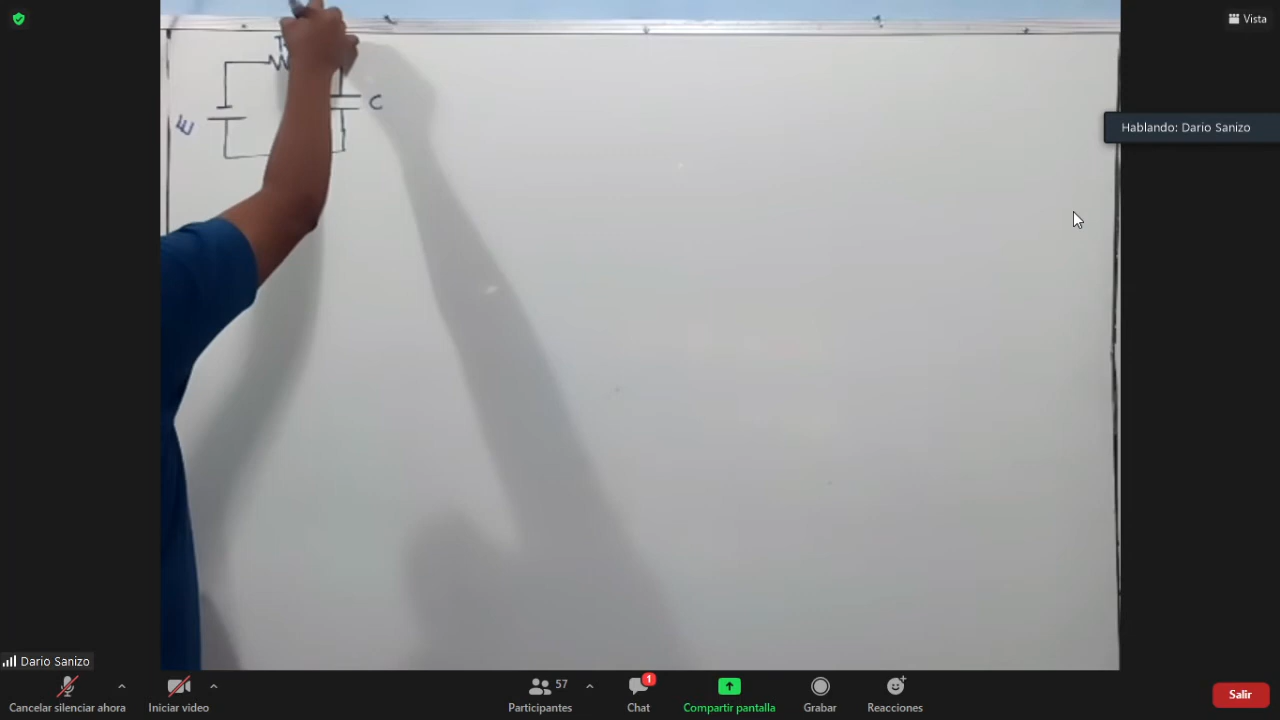 Vista
Hablando: Dario Sanizo
E
C
Dario Sanizo
Cancelar silenciar ahora
Iniciar video
57
Participantes
1
Chat
Compartir pantalla
Grabar
Reacciones
Salir